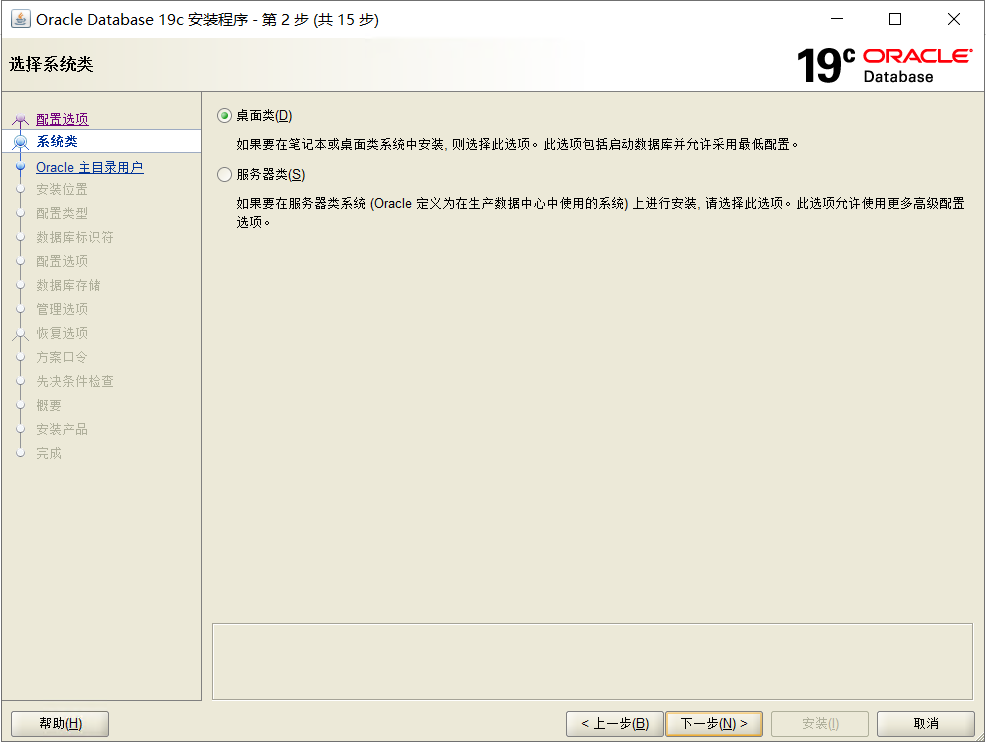 Oracle Database 19c 安装程序 - 第 2 步 (共 15 步)
选择系统类
19c ORACLE
Database
配置选项
系统类
Oracle 主目录用户
安装位置
配置类型
数据库标识符
配置选项
数据库存储
管理选项
恢复选项
方案口令
先决条件检查
概要
安装产品
完成
桌面类(D)
如果要在笔记本或桌面类系统中安装, 则选择此选项。此选项包括启动数据库并允许采用最低配置。
服务器类(S)
如果要在服务器类系统 (Oracle 定义为在生产数据中心中使用的系统) 上进行安装, 请选择此选项。此选项允许使用更多高级配置
选项。
帮助(H)
< 上一步(B)
下一步(N) >
安装(I)
取消